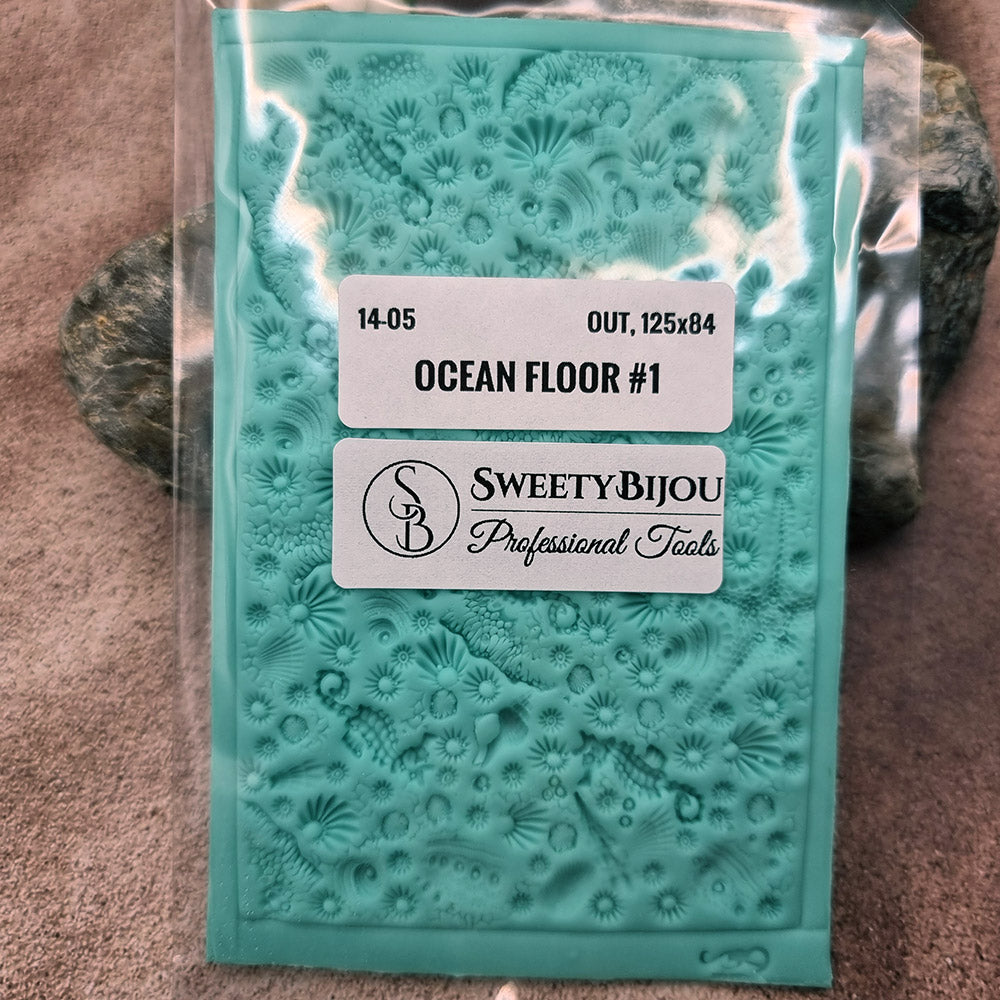 14-05 OUT, 125x84
OCEAN FLOOR #1
SB
SWEETYBIJOU
Professional Tools